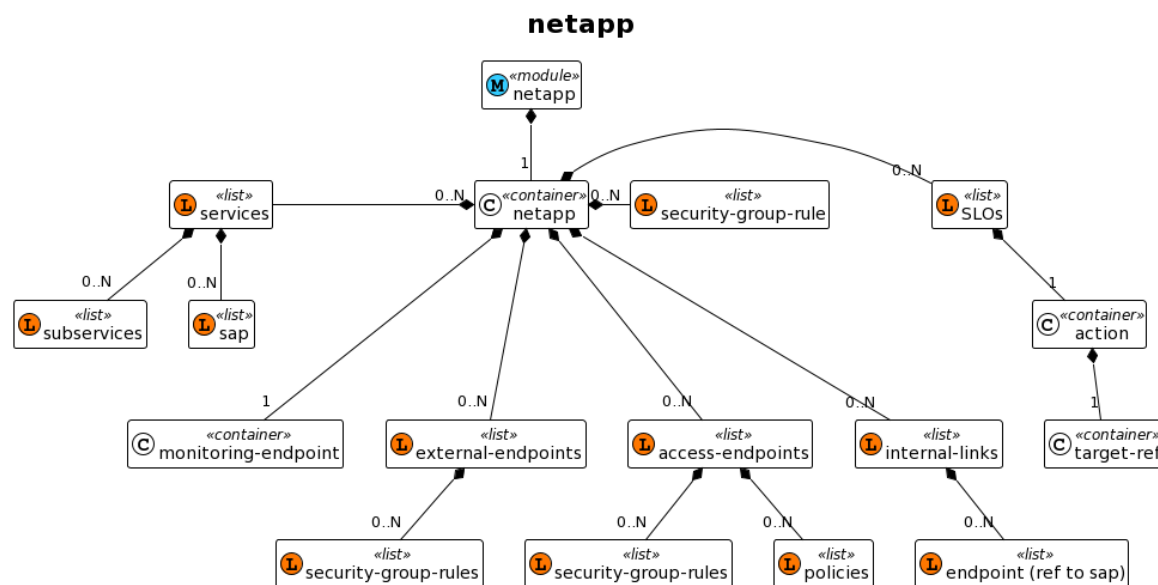 netapp
M «module»
netapp
1
0..N
L «list»
services
0..N
C «container»
netapp
0..N
L «list»
security-group-rule
L «list»
SLOs
0..N
0..N
1
L «list»
subservices
L «list»
sap
C «container»
action
1
0..N
0..N
0..N
1
C «container»
monitoring-endpoint
L «list»
external-endpoints
L «list»
access-endpoints
L «list»
internal-links
C «container»
target-ref
0..N
0..N
0..N
0..N
L «list»
security-group-rules
L «list»
security-group-rules
L «list»
policies
L «list»
endpoint (ref to sap)